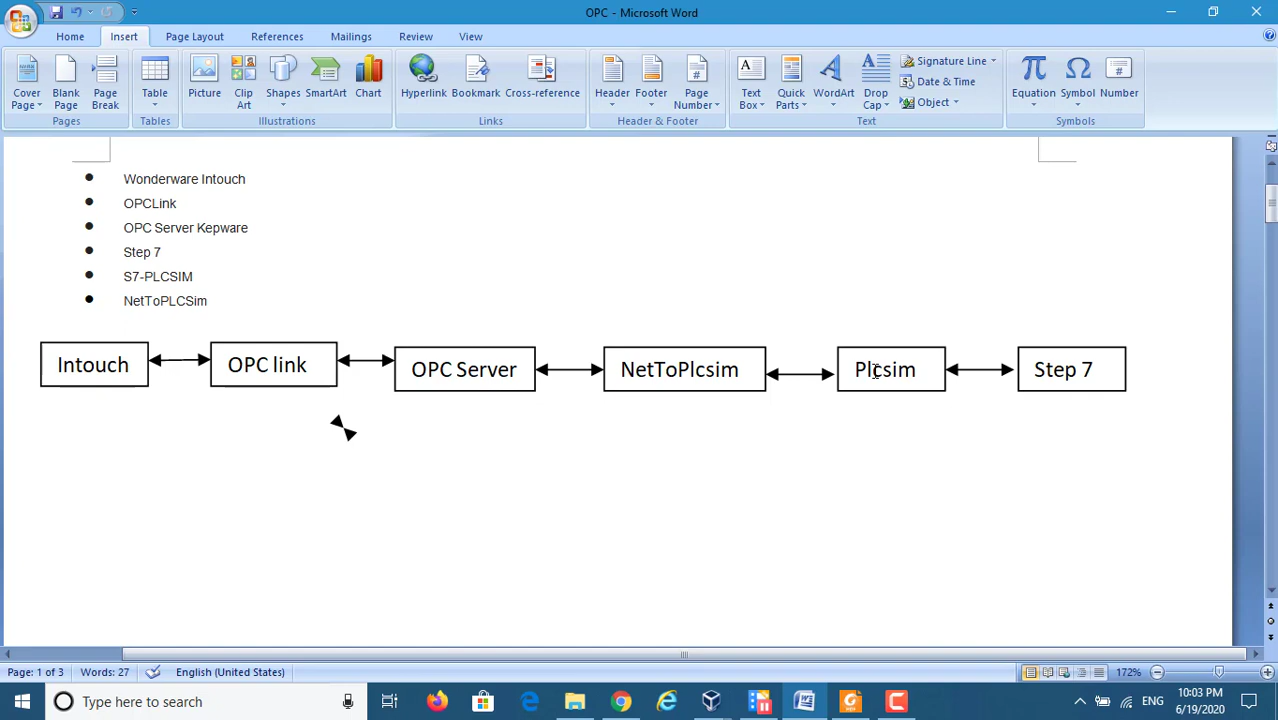 OPC - Microsoft Word
Home Insert Page Layout References Mailings Review View
Cover Page Blank Page Page Break Table Picture Clip Art Shapes SmartArt Chart Hyperlink Bookmark Cross-reference Header Footer Page Number Text Box Quick Parts WordArt Drop Cap Signature Line Date & Time Object Equation Symbol Number
Pages Tables Illustrations Links Header & Footer Text Symbols
Wonderware Intouch
OPCLink
OPC Server Kepware
Step 7
S7-PLCSIM
NetToPLCSim
Intouch OPC link OPC Server NetToPlcsim Plcsim Step 7
Page: 1 of 3 Words: 27 English (United States) 172%
Type here to search ENG 10:03 PM
6/19/2020